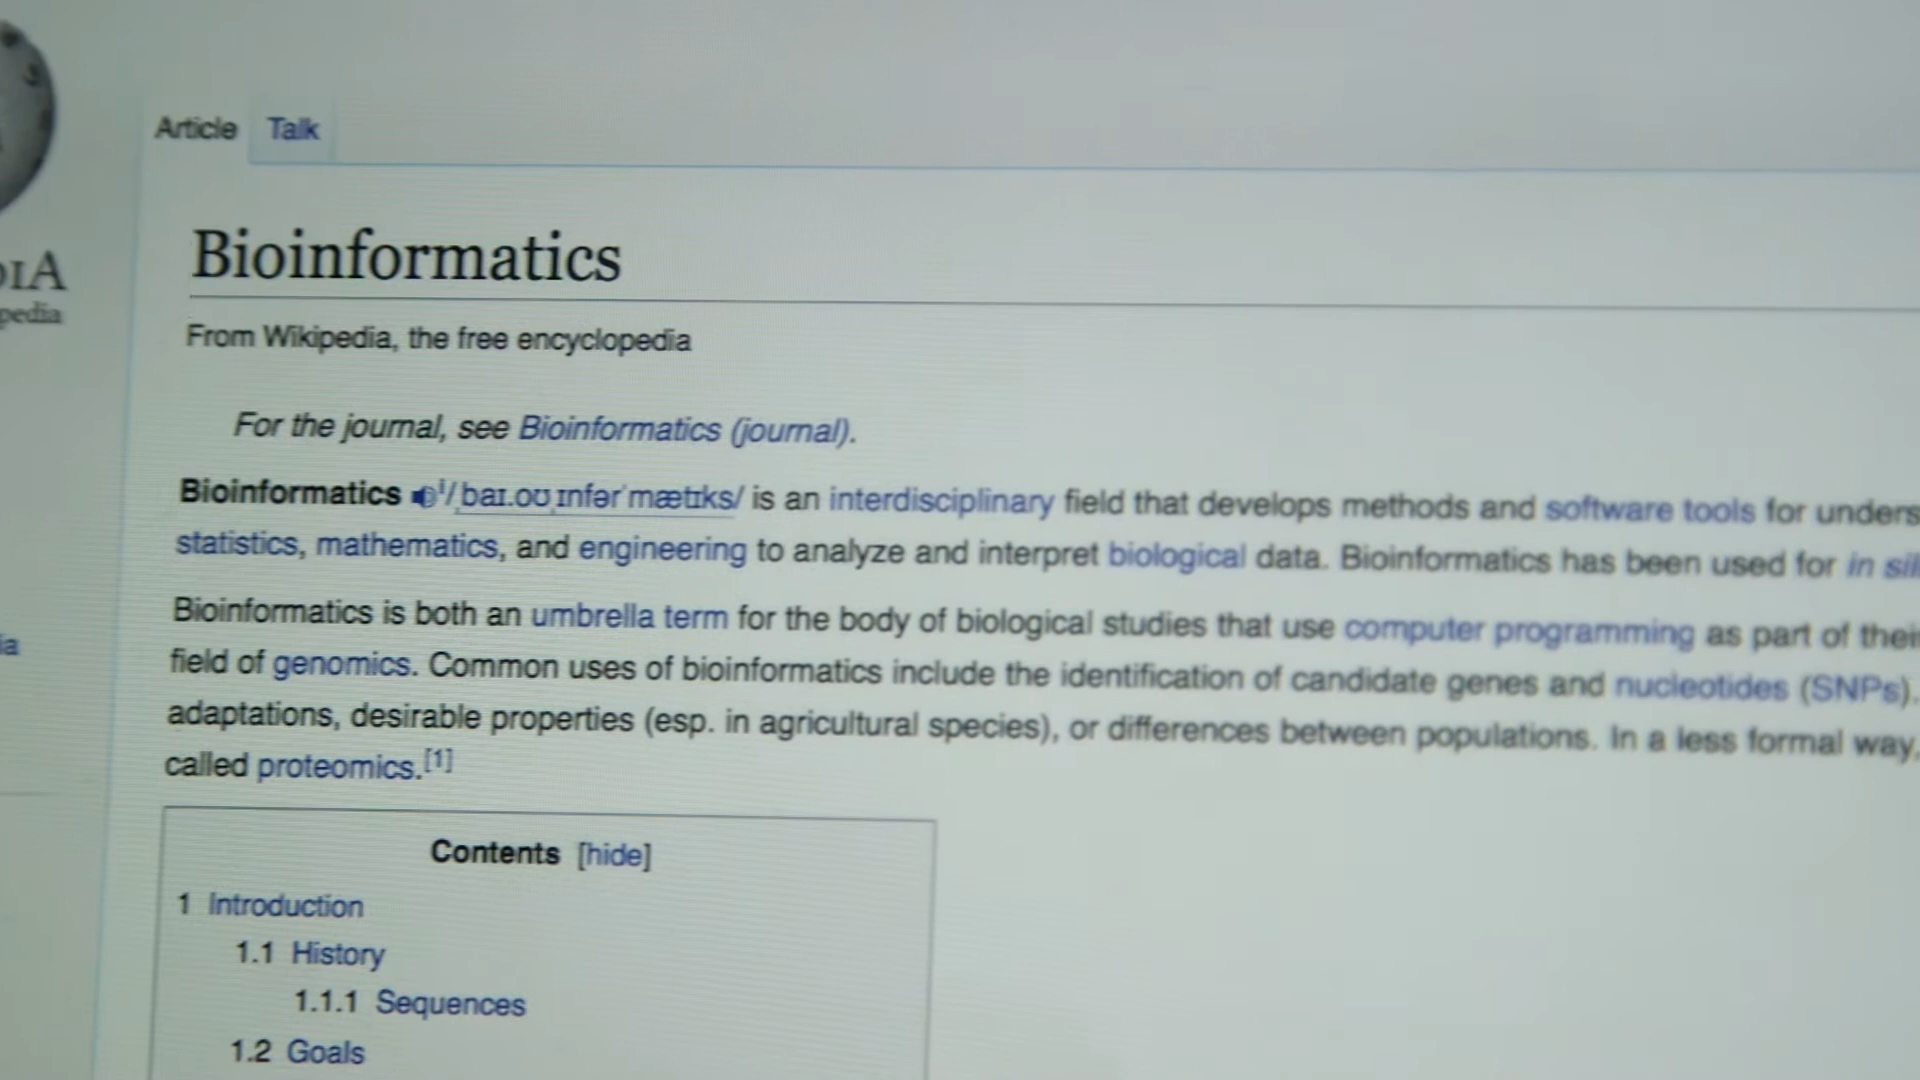 Article Talk
Bioinformatics
From Wikipedia, the free encyclopedia
For the journal, see Bioinformatics (journal).
Bioinformatics /ˌbaɪ.oʊˌɪnfərˈmætɪks/ is an interdisciplinary field that develops methods and software tools for unders
statistics, mathematics, and engineering to analyze and interpret biological data. Bioinformatics has been used for in sil
Bioinformatics is both an umbrella term for the body of biological studies that use computer programming as part of thei
field of genomics. Common uses of bioinformatics include the identification of candidate genes and nucleotides (SNPs).
adaptations, desirable properties (esp. in agricultural species), or differences between populations. In a less formal way,
called proteomics.[1]
Contents [hide]
1 Introduction
1.1 History
1.1.1 Sequences
1.2 Goals
DIA
pedia
ia